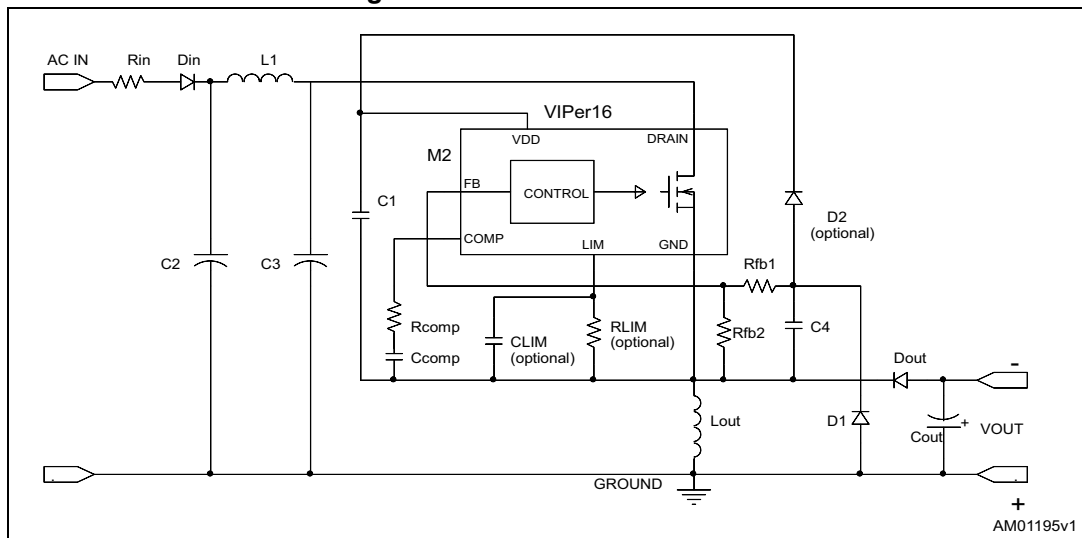 AC IN
Rin
Din
L1
VIPer16
VDD
DRAIN
M2
FB
CONTROL
C1
D2
(optional)
COMP
LIM
GND
C2
C3
Rfb1
Rcomp
CLIM
(optional)
RLIM
(optional)
Rfb2
C4
Ccomp
Dout
-
Lout
D1
Cout
+
VOUT
GROUND
+
AM01195v1